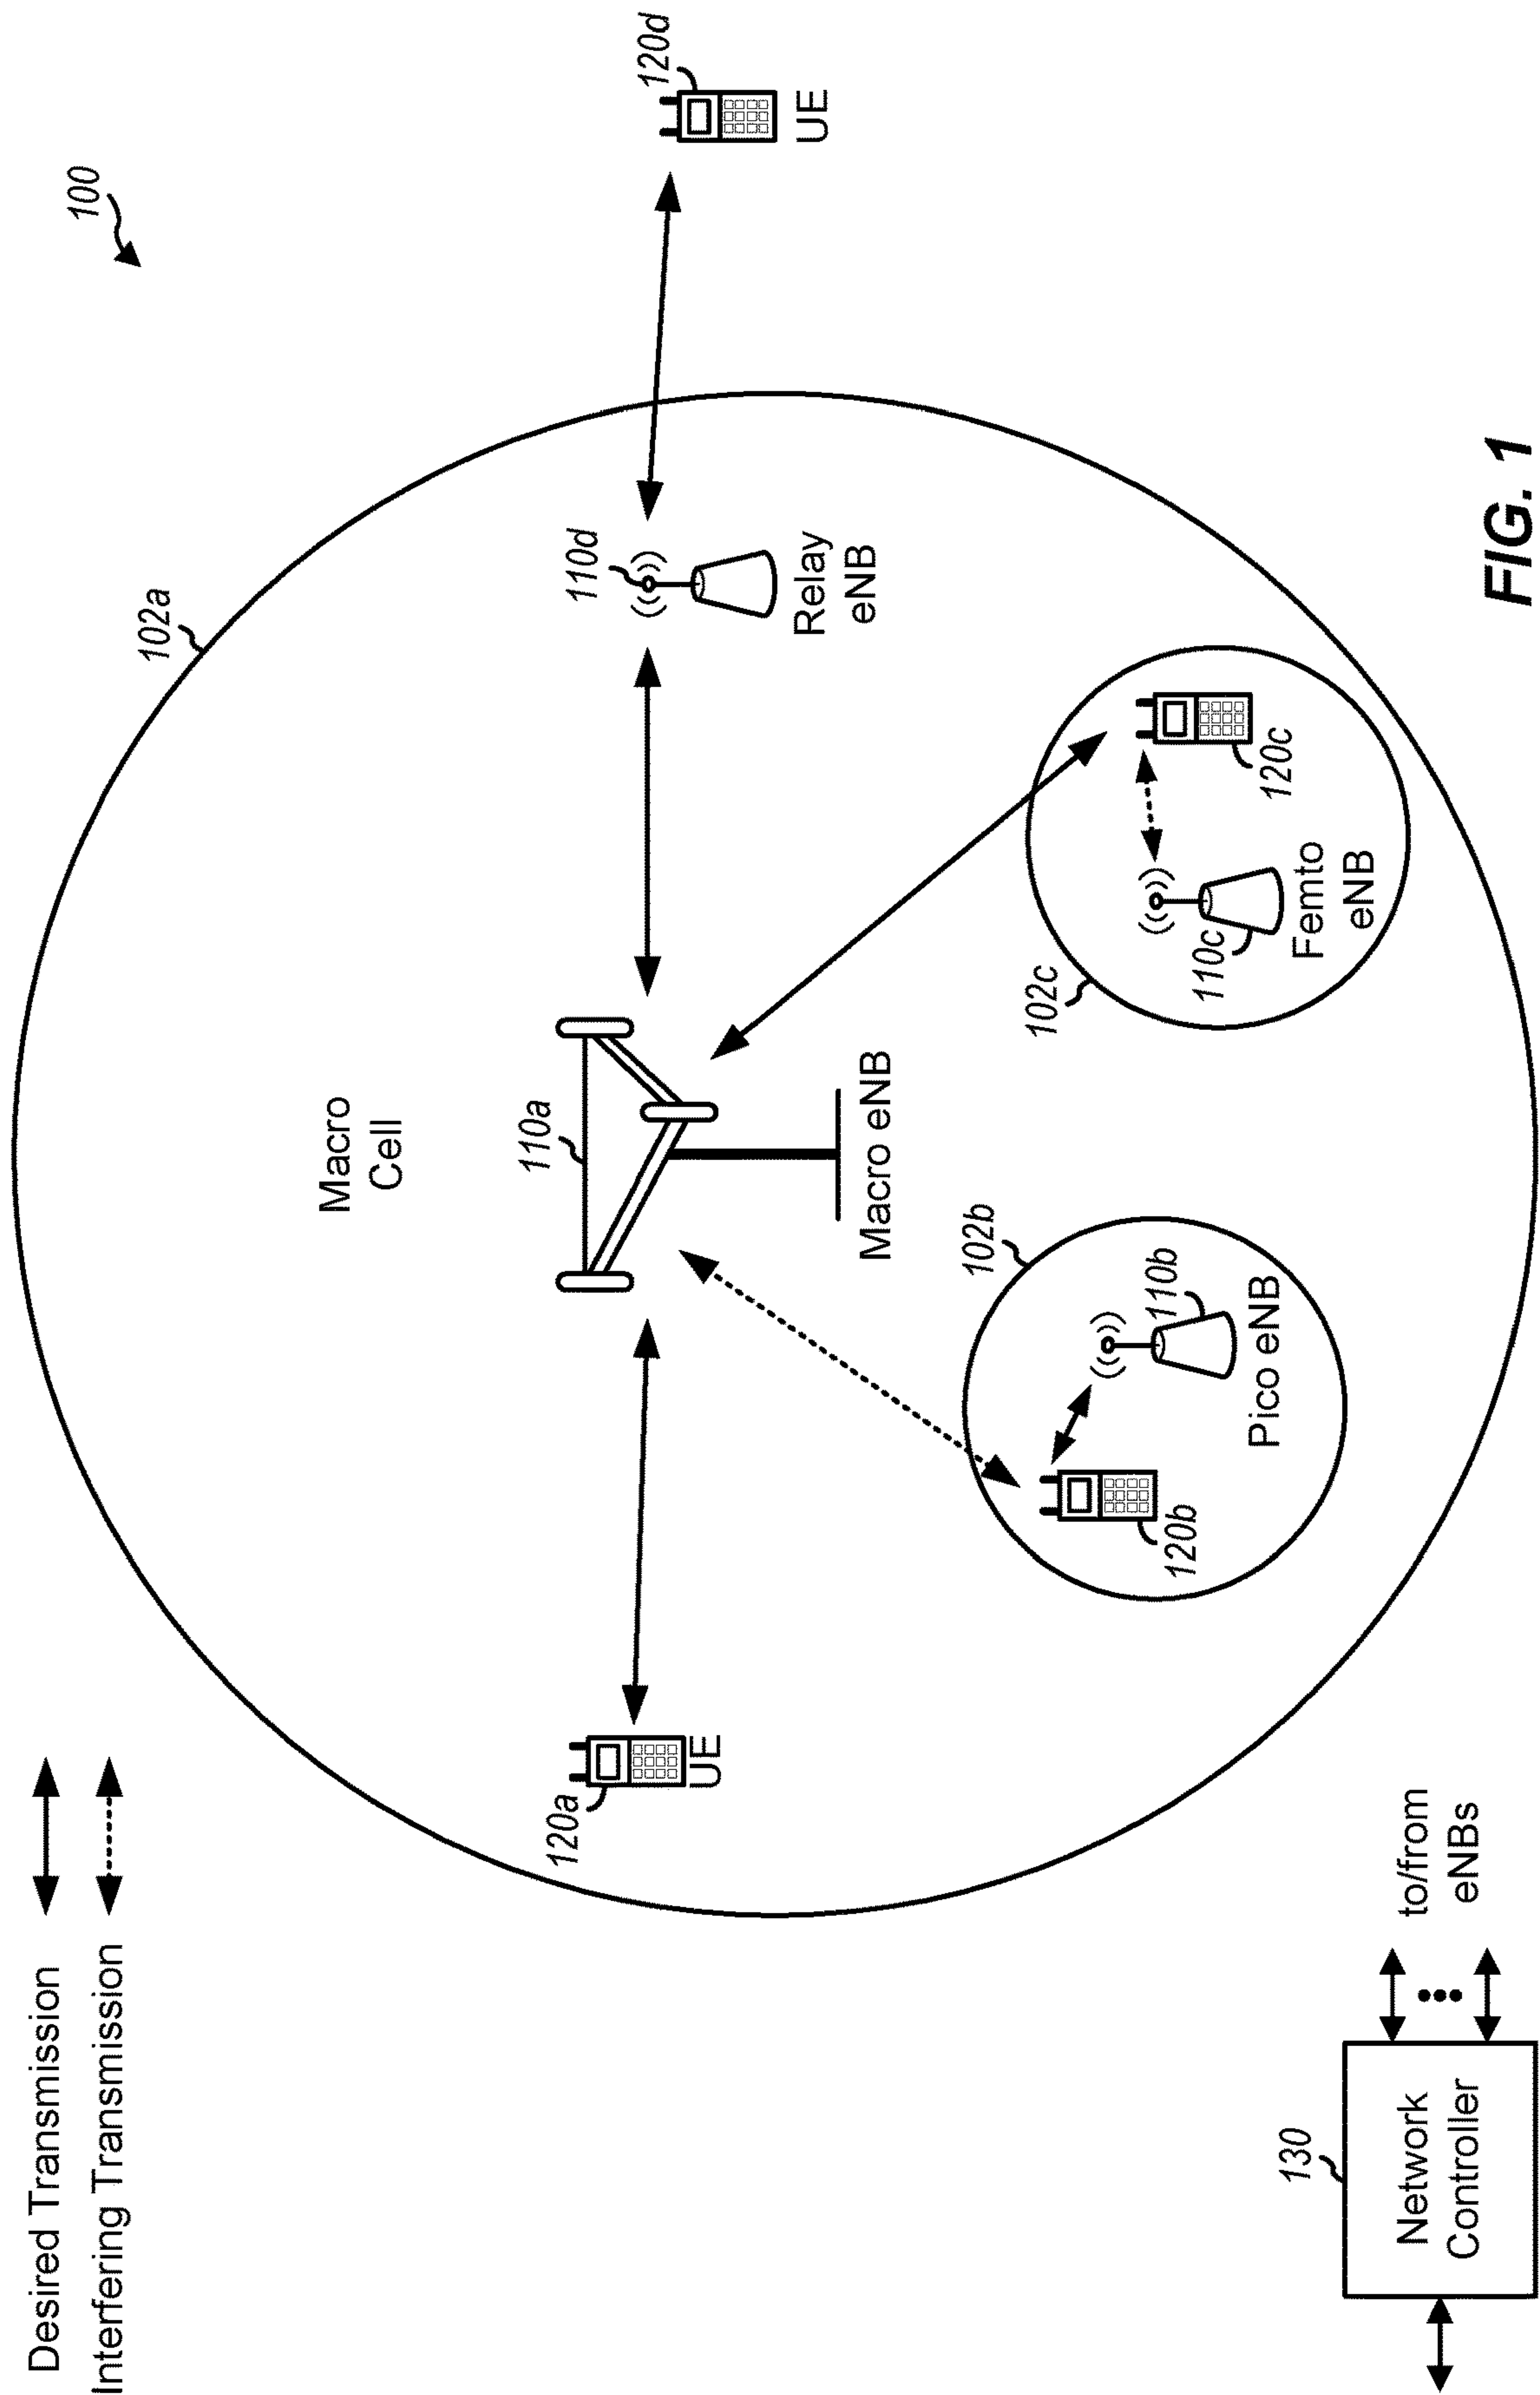 Desired Transmission
Interfering Transmission
100
102a
Macro
Cell
110a
Macro eNB
120a
UE
110d
Relay
eNB
120d
UE
102b
110b
Pico eNB
120b
102c
110c
Femto
eNB
120c
130
Network
Controller
to/from
eNBs
FIG. 1